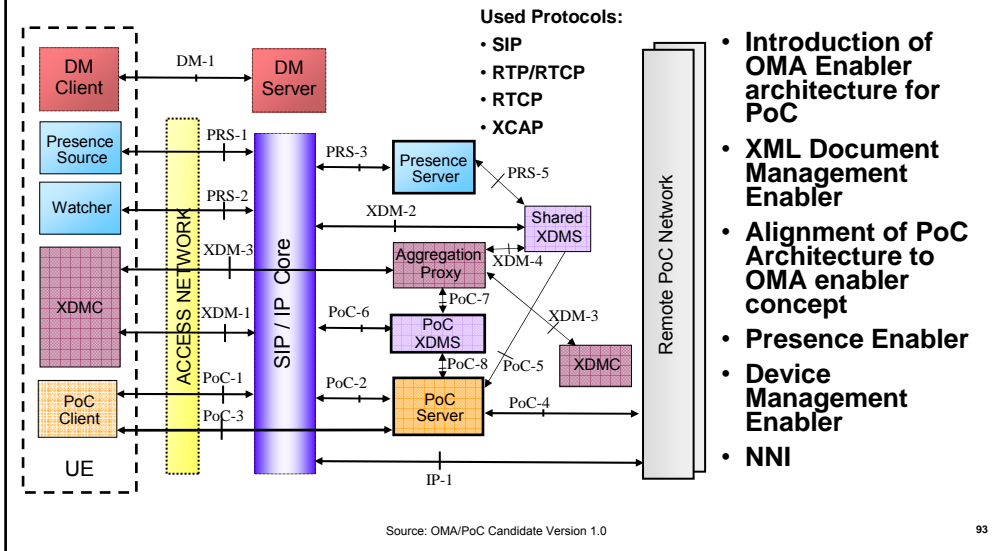 Used Protocols:
• SIP
• RTP/RTCP
• RTCP
• XCAP
DM
Client
DM-1
DM
Server
Presence
Source
PRS-1
PRS-3
Presence
Server
PRS-5
Watcher
PRS-2
XDM-2
Shared
XDMS
XDM-3
Aggregation
Proxy
XDM-4
XDMC
XDM-1
PoC-7
PoC-6
PoC
XDMS
XDM-3
PoC-8
PoC-5
XDMC
PoC-1
PoC-2
PoC
Client
PoC-3
PoC
Server
PoC-4
UE
IP-1
ACCESS NETWORK
SIP / IP Core
Remote PoC Network
• Introduction of
OMA Enabler
architecture for
PoC
• XML Document
Management
Enabler
• Alignment of PoC
Architecture to
OMA enabler
concept
• Presence Enabler
• Device
Management
Enabler
• NNI
Source: OMA/PoC Candidate Version 1.0
93